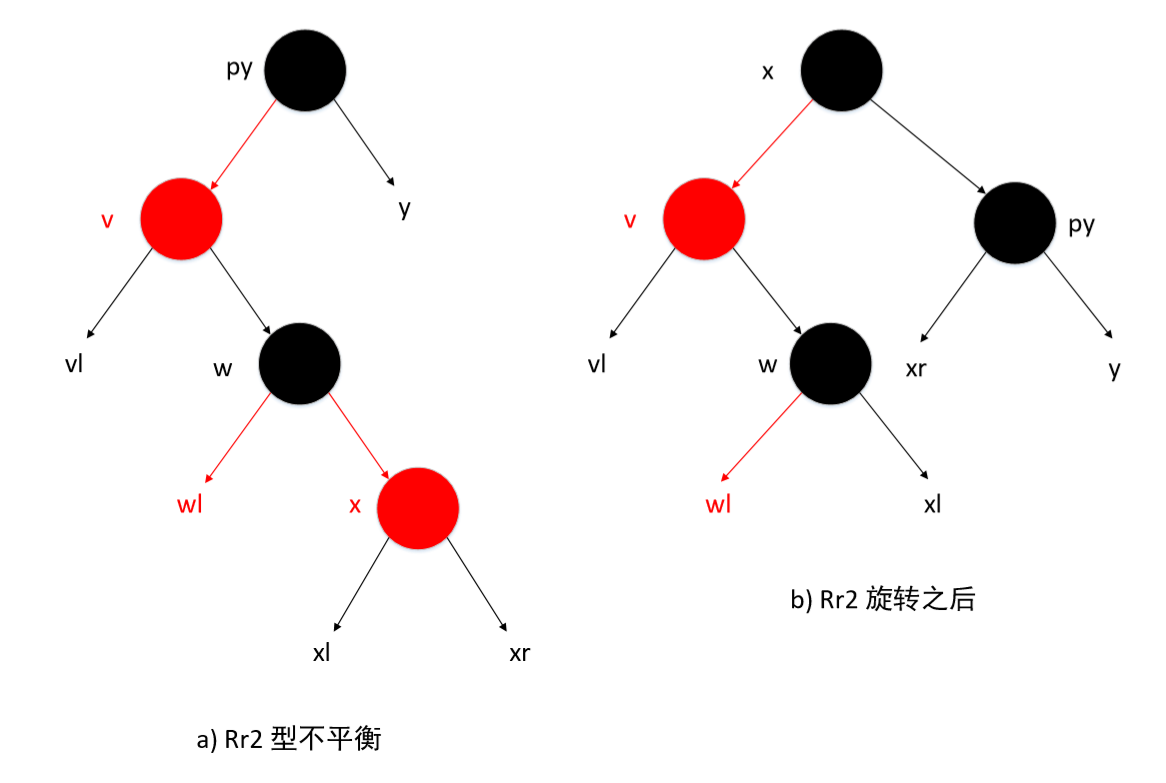 py
y
v
vl
w
wl
x
xl
xr
a) Rr2 型不平衡
x
v
py
vl
w
xr
y
wl
xl
b) Rr2 旋转之后